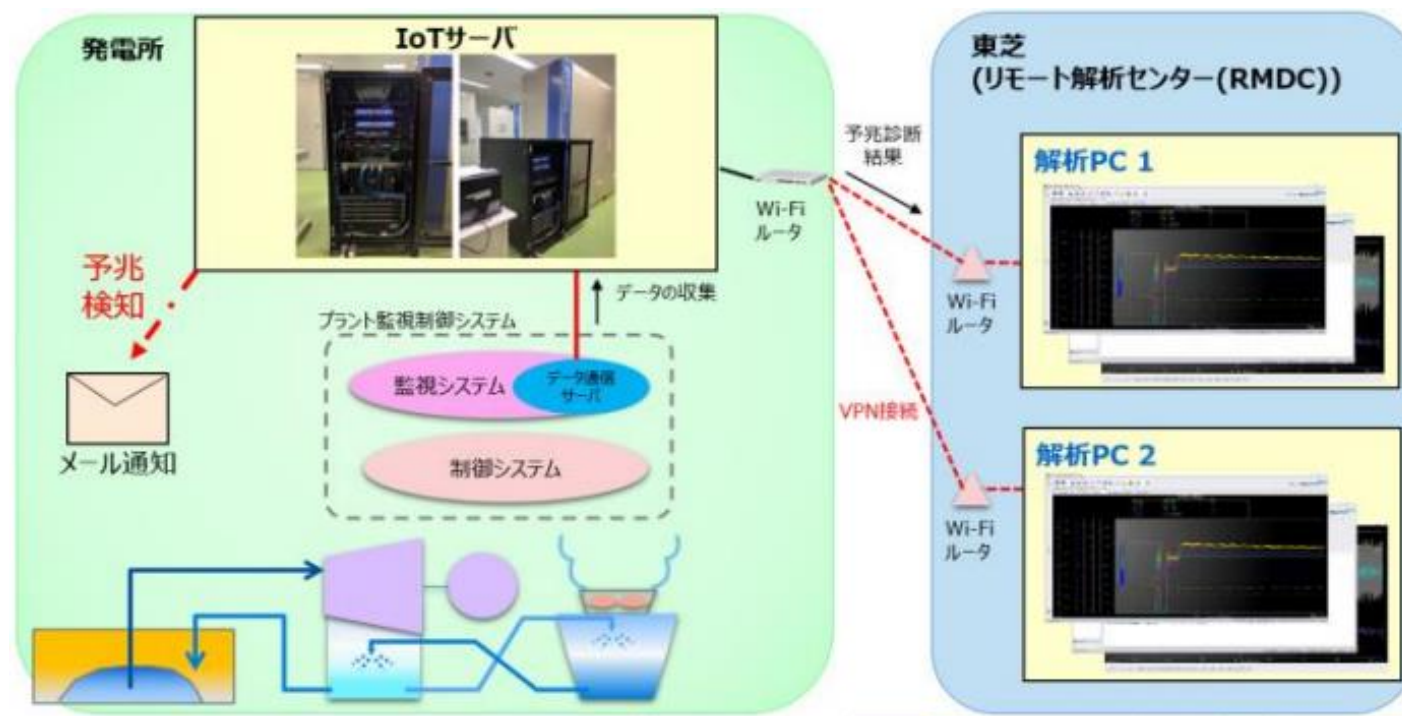 発電所
IoTサーバ
予兆
検知
メール通知
データの収集
プラント監視制御システム
監視システム
データ通信
サーバ
制御システム
Wi-Fi
ルータ
予兆診断
結果
VPN接続
東芝
(リモート解析センター(RMDC))
解析PC 1
Wi-Fi
ルータ
解析PC 2
Wi-Fi
ルータ